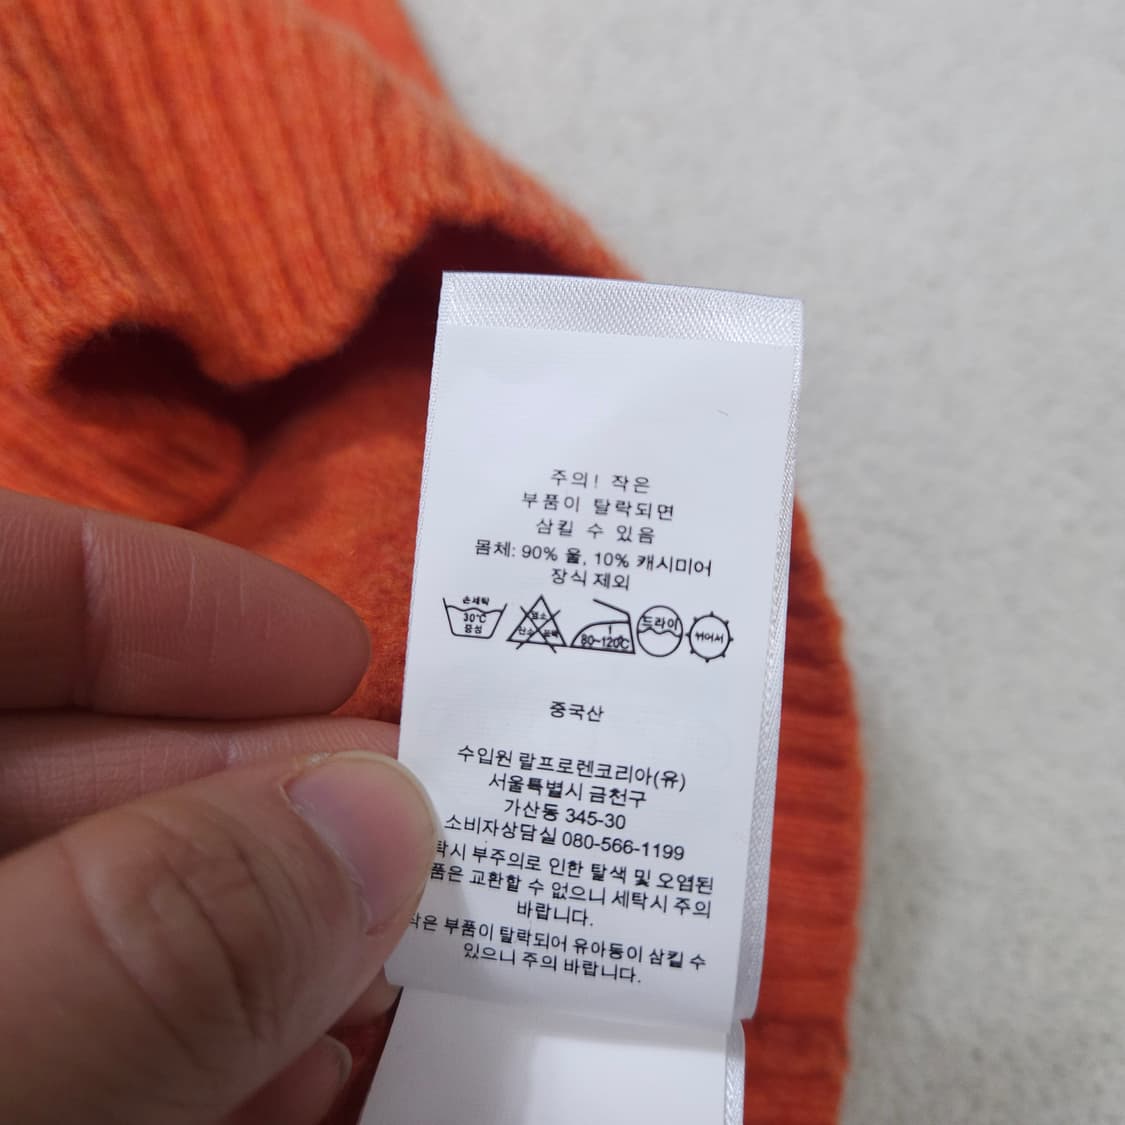 주의! 작은
부품이 탈락되면
삼킬 수 있음
몸체: 90% 울, 10% 캐시미어
장식 제외
손세탁
30℃
중성
염소
산소
80~120℃
드라이
뉘어서
중국산
수입원 랄프로렌코리아(유)
서울특별시 금천구
가산동 345-30
소비자상담실 080-566-1199
부주의로 인한 탈색 및 오염된
교환할 수 없으니 세탁시 주의
바랍니다.
부품이 탈락되어 유아동이 삼킬 수
있으니 주의 바랍니다.